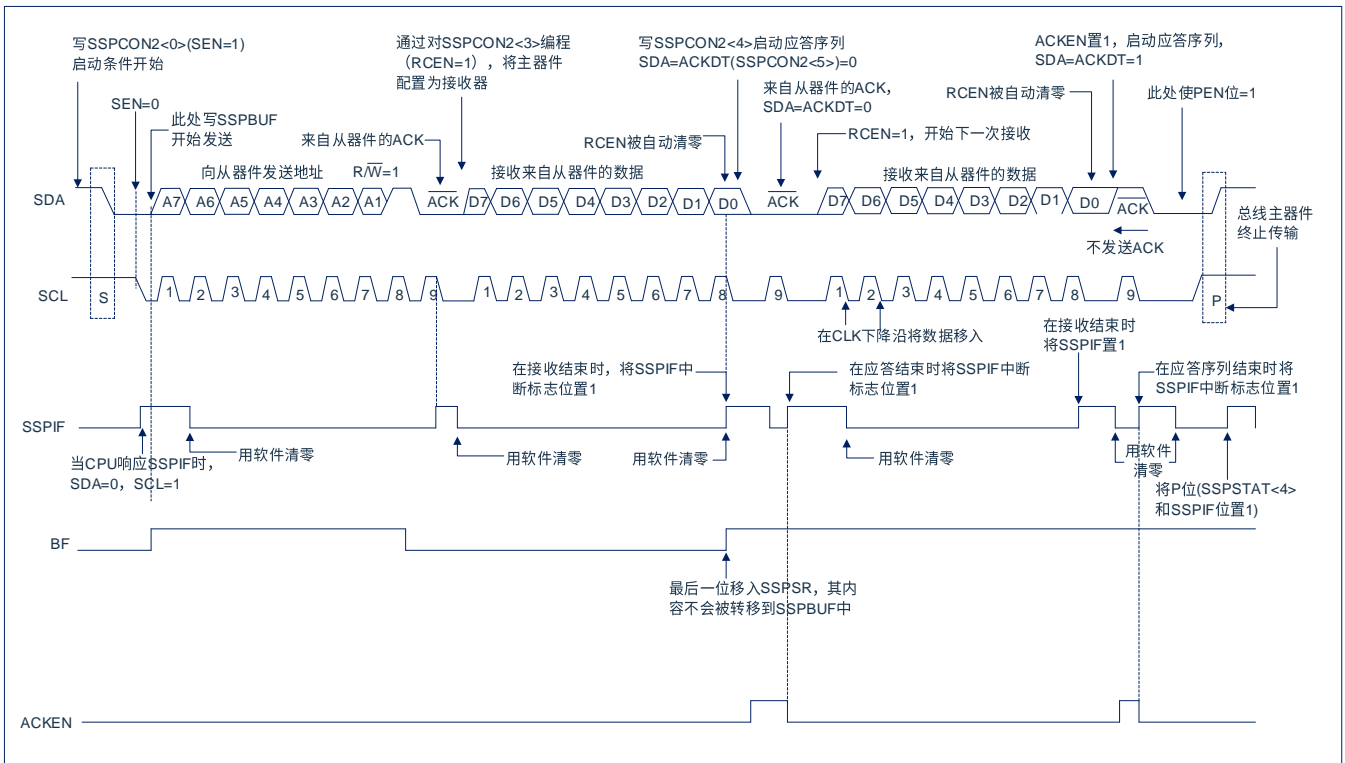 写SSPCON2<0>(SEN=1)
启动条件开始
SEN=0
此处写SSPBUF
开始发送
向从器件发送地址
R/W=1
来自从器件的ACK
通过对SSPCON2<3>编程
(RCEN=1),将主器件
配置为接收器
接收来自从器件的数据
写SSPCON2<4>启动应答序列
SDA=ACKDT(SSPCON2<5>)=0
RCEN被自动清零
来自从器件的ACK,
SDA=ACKDT=0
RCEN=1,开始下一次接收
接收来自从器件的数据
RCEN被自动清零
ACKEN置1,启动应答序列,
SDA=ACKDT=1
此处使PEN位=1
SDA
A7 A6 A5 A4 A3 A2 A1 ACK D7 D6 D5 D4 D3 D2 D1 D0 ACK D7 D6 D5 D4 D3 D2 D1 D0 ACK
不发送ACK
总线主器件
终止传输
SCL
S 1 2 3 4 5 6 7 8 9 1 2 3 4 5 6 7 8 9 1 2 3 4 5 6 7 8 9 P
在CLK下降沿将数据移入
在接收结束时,将SSPIF中
断标志位置1
在应答结束时将SSPIF中断
标志位置1
在接收结束时
将SSPIF置1
在应答序列结束时将
SSPIF中断标志位置1
SSPIF
当CPU响应SSPIF时,
SDA=0,SCL=1
用软件清零
用软件清零
用软件清零
用软件清零
用软件
清零
将P位(SSPSTAT<4>
和SSPIF位置1)
BF
最后一位移入SSPSR,其内
容不会被转移到SSPBUF中
ACKEN